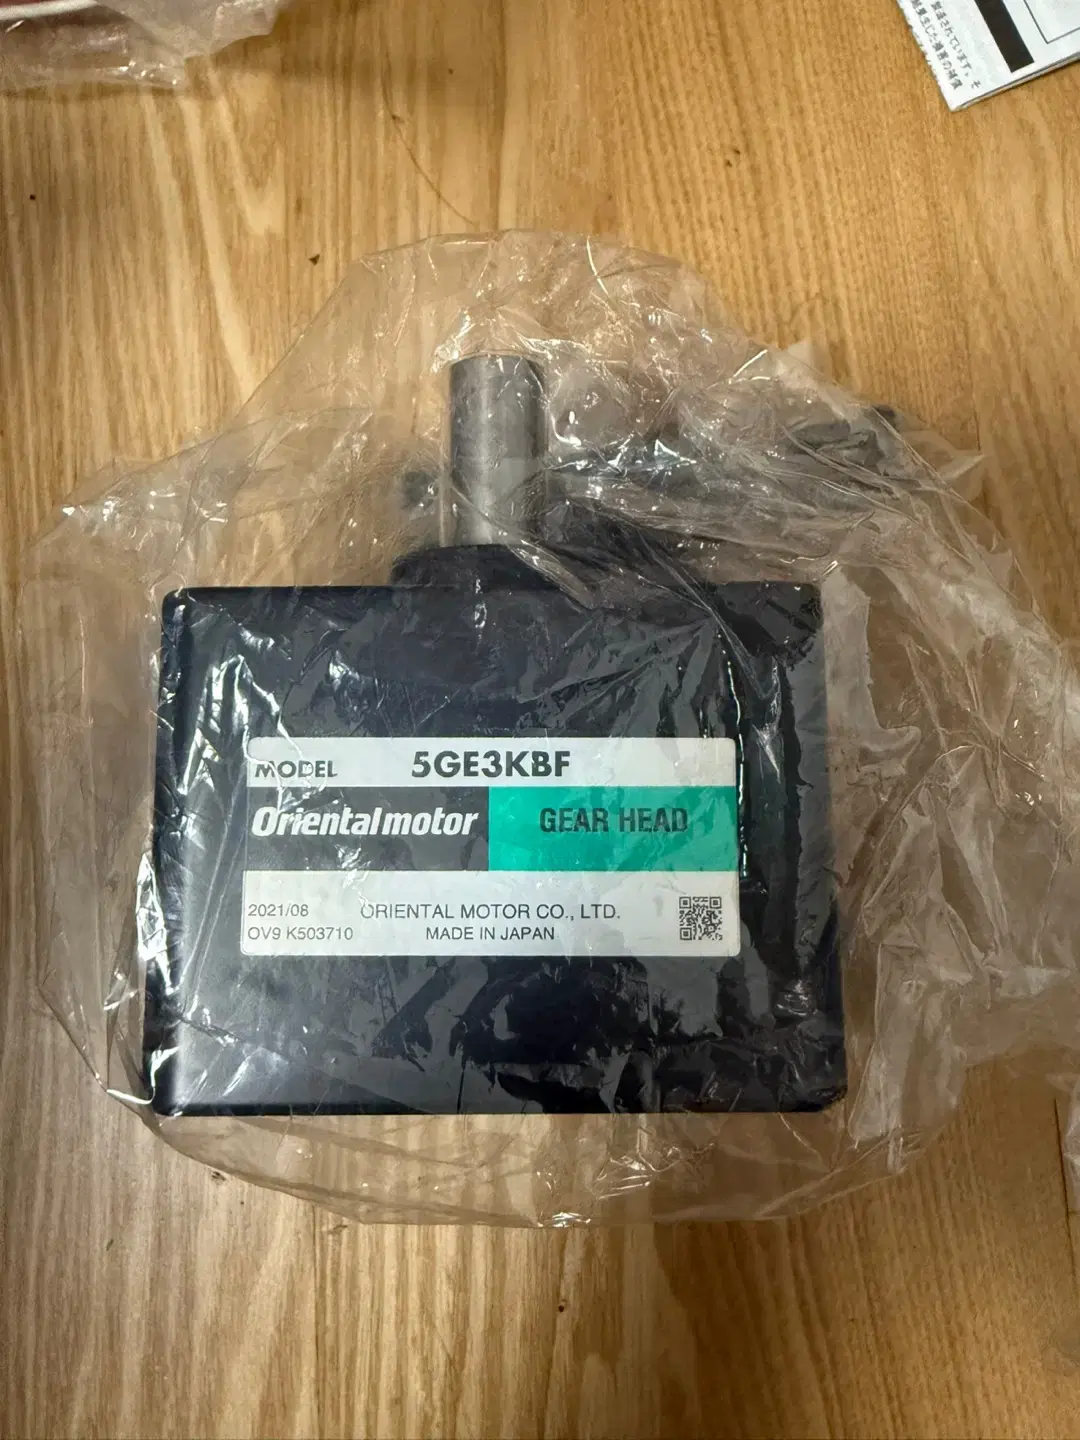 MODEL 5GE3KBF
Orientalmotor GEAR HEAD
2021/08 ORIENTAL MOTOR CO., LTD.
OV9 K503710 MADE IN JAPAN